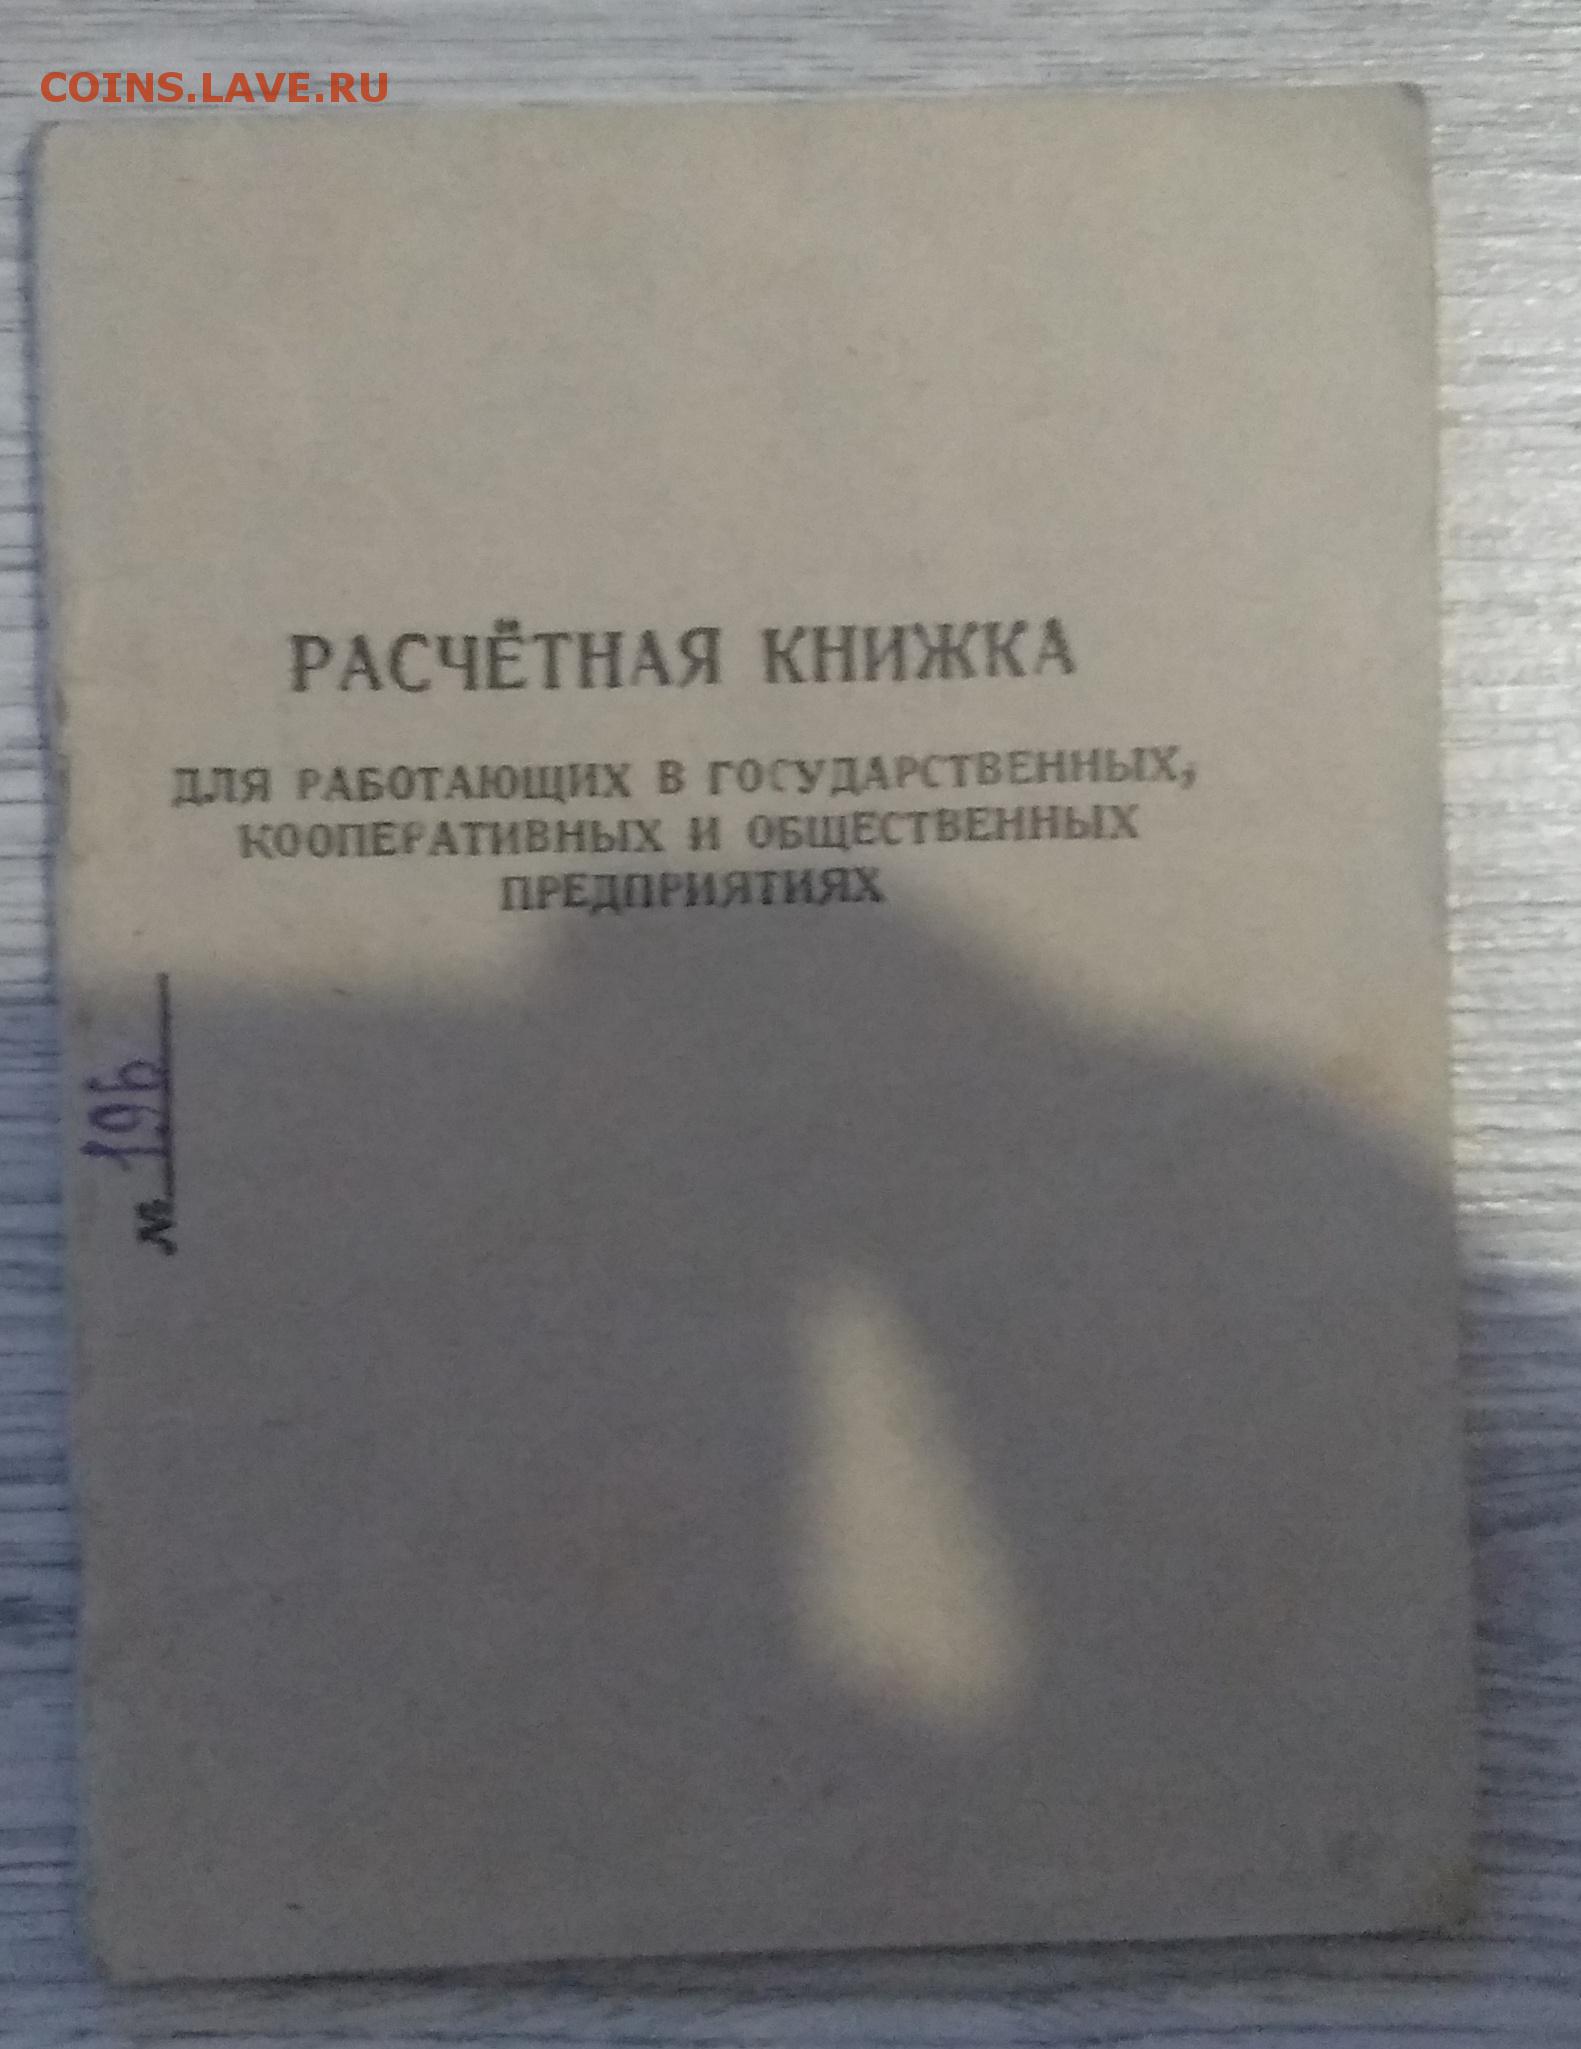 COINS.LAVE.RU
РАСЧЁТНАЯ КНИЖКА
ДЛЯ РАБОТАЮЩИХ В ГОСУДАРСТВЕННЫХ,
КООПЕРАТИВНЫХ И ОБЩЕСТВЕННЫХ
ПРЕДПРИЯТИЯХ
№ 196